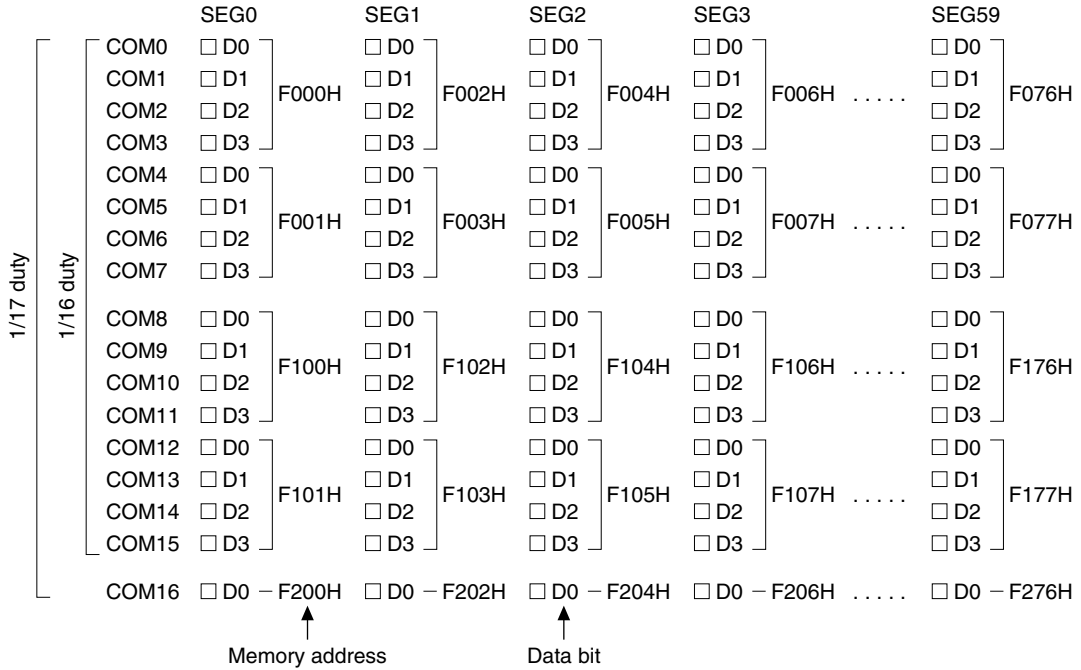 SEG0 SEG1 SEG2 SEG3 SEG59
COM0 D0 D0 D0 D0 D0
COM1 D1 D1 D1 D1 D1
F000H F002H F004H F006H . . . . . F076H
COM2 D2 D2 D2 D2 D2
COM3 D3 D3 D3 D3 D3
COM4 D0 D0 D0 D0 D0
COM5 D1 D1 D1 D1 D1
F001H F003H F005H F007H . . . . . F077H
COM6 D2 D2 D2 D2 D2
COM7 D3 D3 D3 D3 D3
1/17 duty
1/16 duty
COM8 D0 D0 D0 D0 D0
COM9 D1 D1 D1 D1 D1
F100H F102H F104H F106H . . . . . F176H
COM10 D2 D2 D2 D2 D2
COM11 D3 D3 D3 D3 D3
COM12 D0 D0 D0 D0 D0
COM13 D1 D1 D1 D1 D1
F101H F103H F105H F107H . . . . . F177H
COM14 D2 D2 D2 D2 D2
COM15 D3 D3 D3 D3 D3
COM16 D0 – F200H D0 – F202H D0 – F204H D0 – F206H . . . . . D0 – F276H
Memory address Data bit